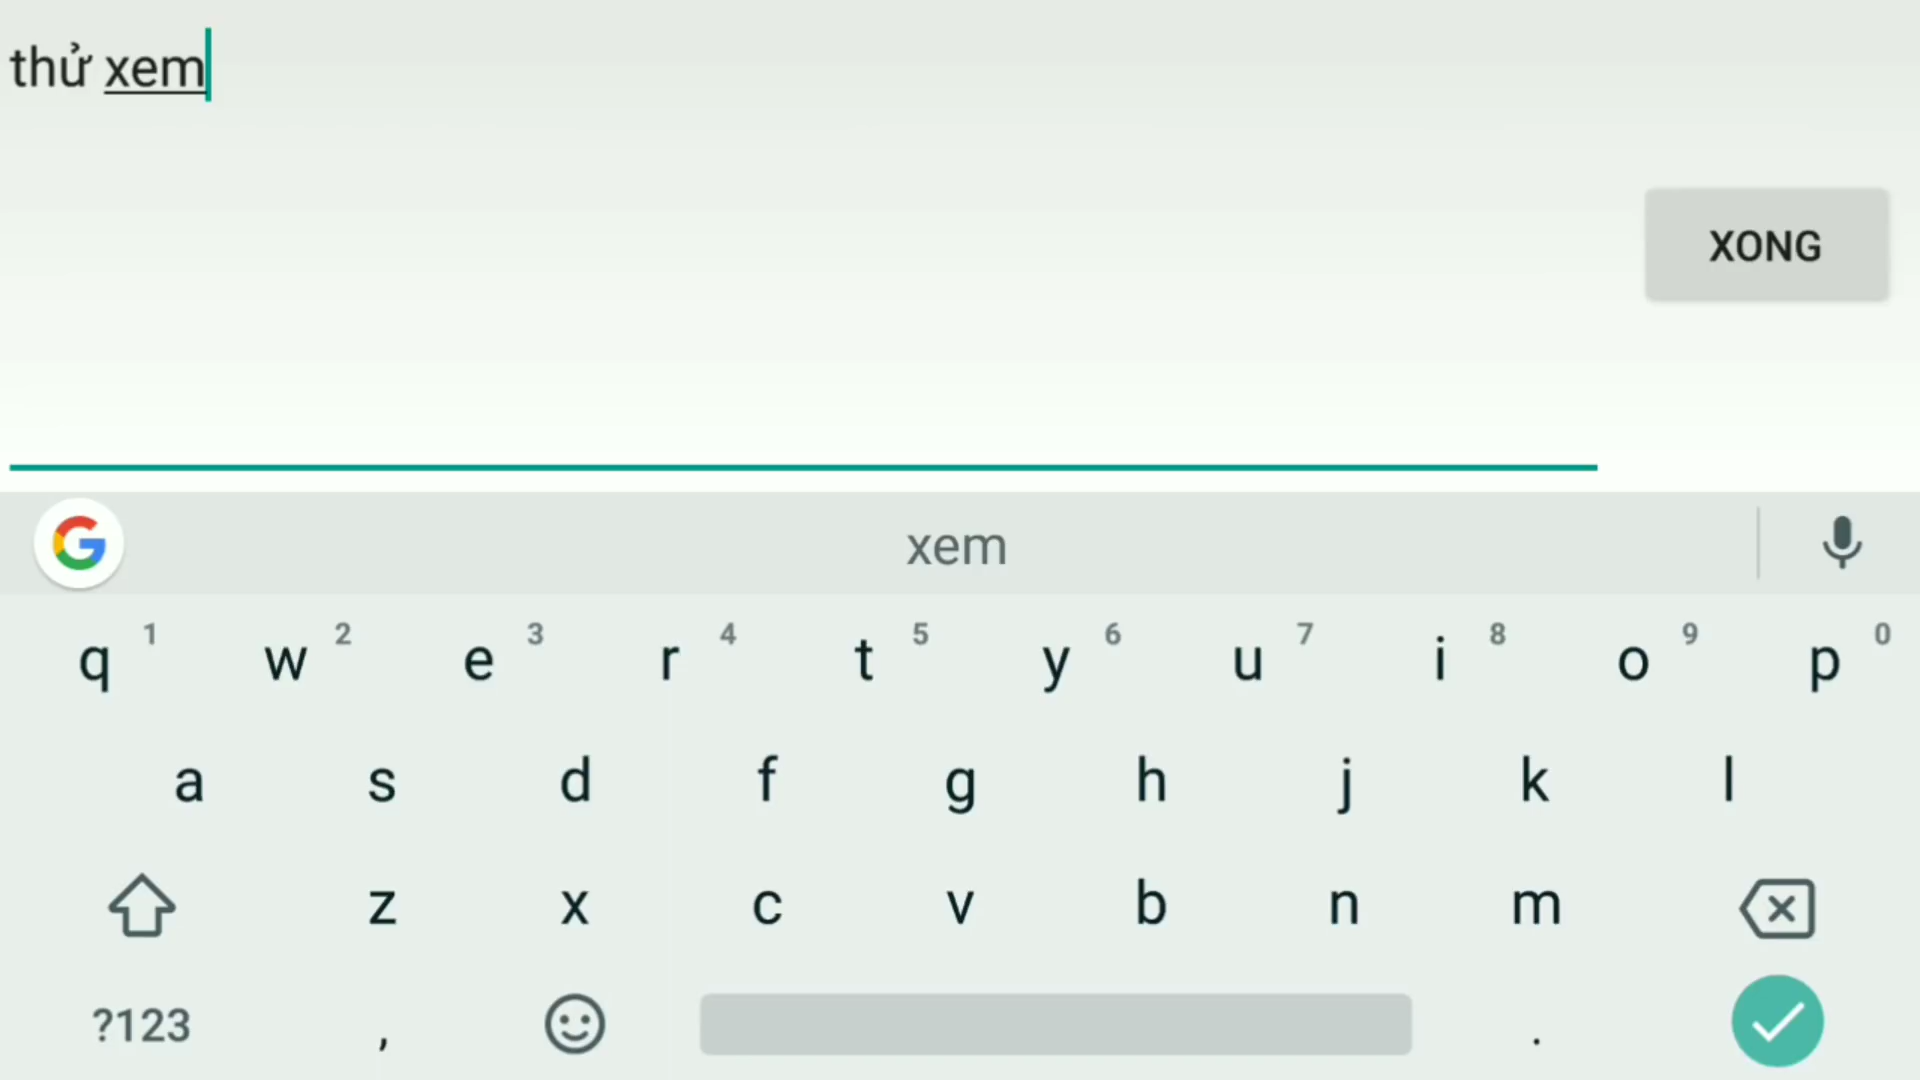 thử xem
XONG
xem
q 1 w 2 e 3 r 4 t 5 y 6 u 7 i 8 o 9 p 0
a s d f g h j k l
z x c v b n m
?123 , .